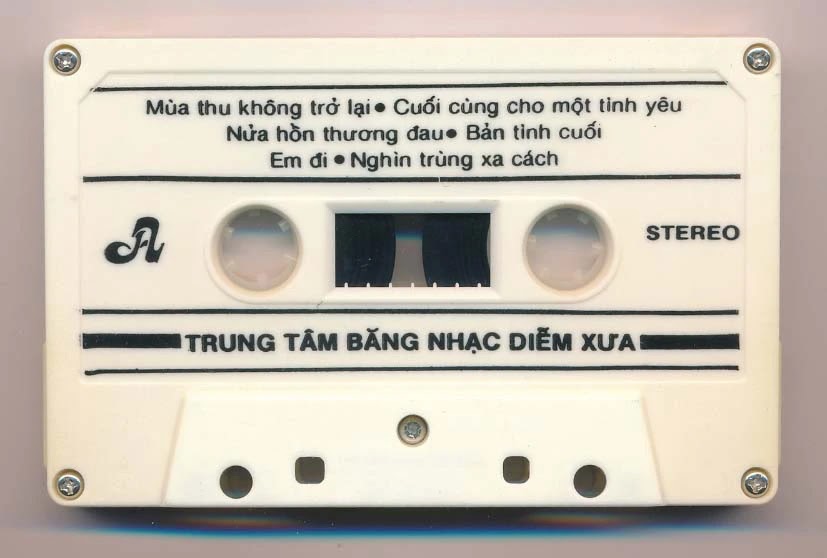 Mùa thu không trở lại • Cuối cùng cho một tình yêu
Nửa hồn thương đau • Bản tình cuối
Em đi • Nghìn trùng xa cách
A
STEREO
TRUNG TÂM BĂNG NHẠC DIỄM XƯA